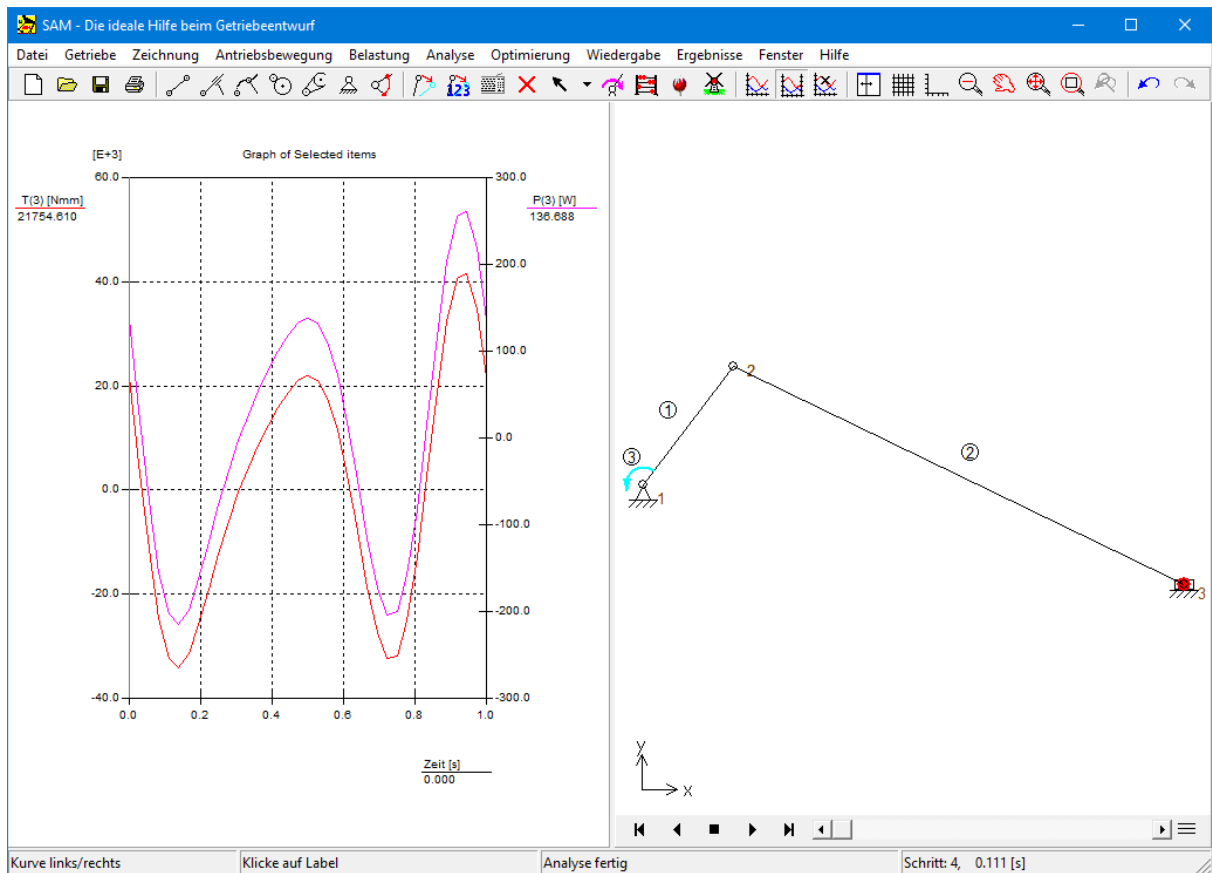 SAM - Die ideale Hilfe beim Getriebeentwurf
Datei Getriebe Zeichnung Antriebsbewegung Belastung Analyse Optimierung Wiedergabe Ergebnisse Fenster Hilfe
123
[E+3] Graph of Selected items
60.0 300.0
T(3) [Nmm] P(3) [W]
21754.610 136.688
200.0
40.0
100.0
20.0
0.0
0.0
-100.0
-20.0
-200.0
-40.0 -300.0
0.0 0.2 0.4 0.6 0.8 1.0
Zeit [s]
0.000
2
1
2
3
1
3
y
x
Kurve links/rechts Klicke auf Label Analyse fertig Schritt: 4, 0.111 [s]